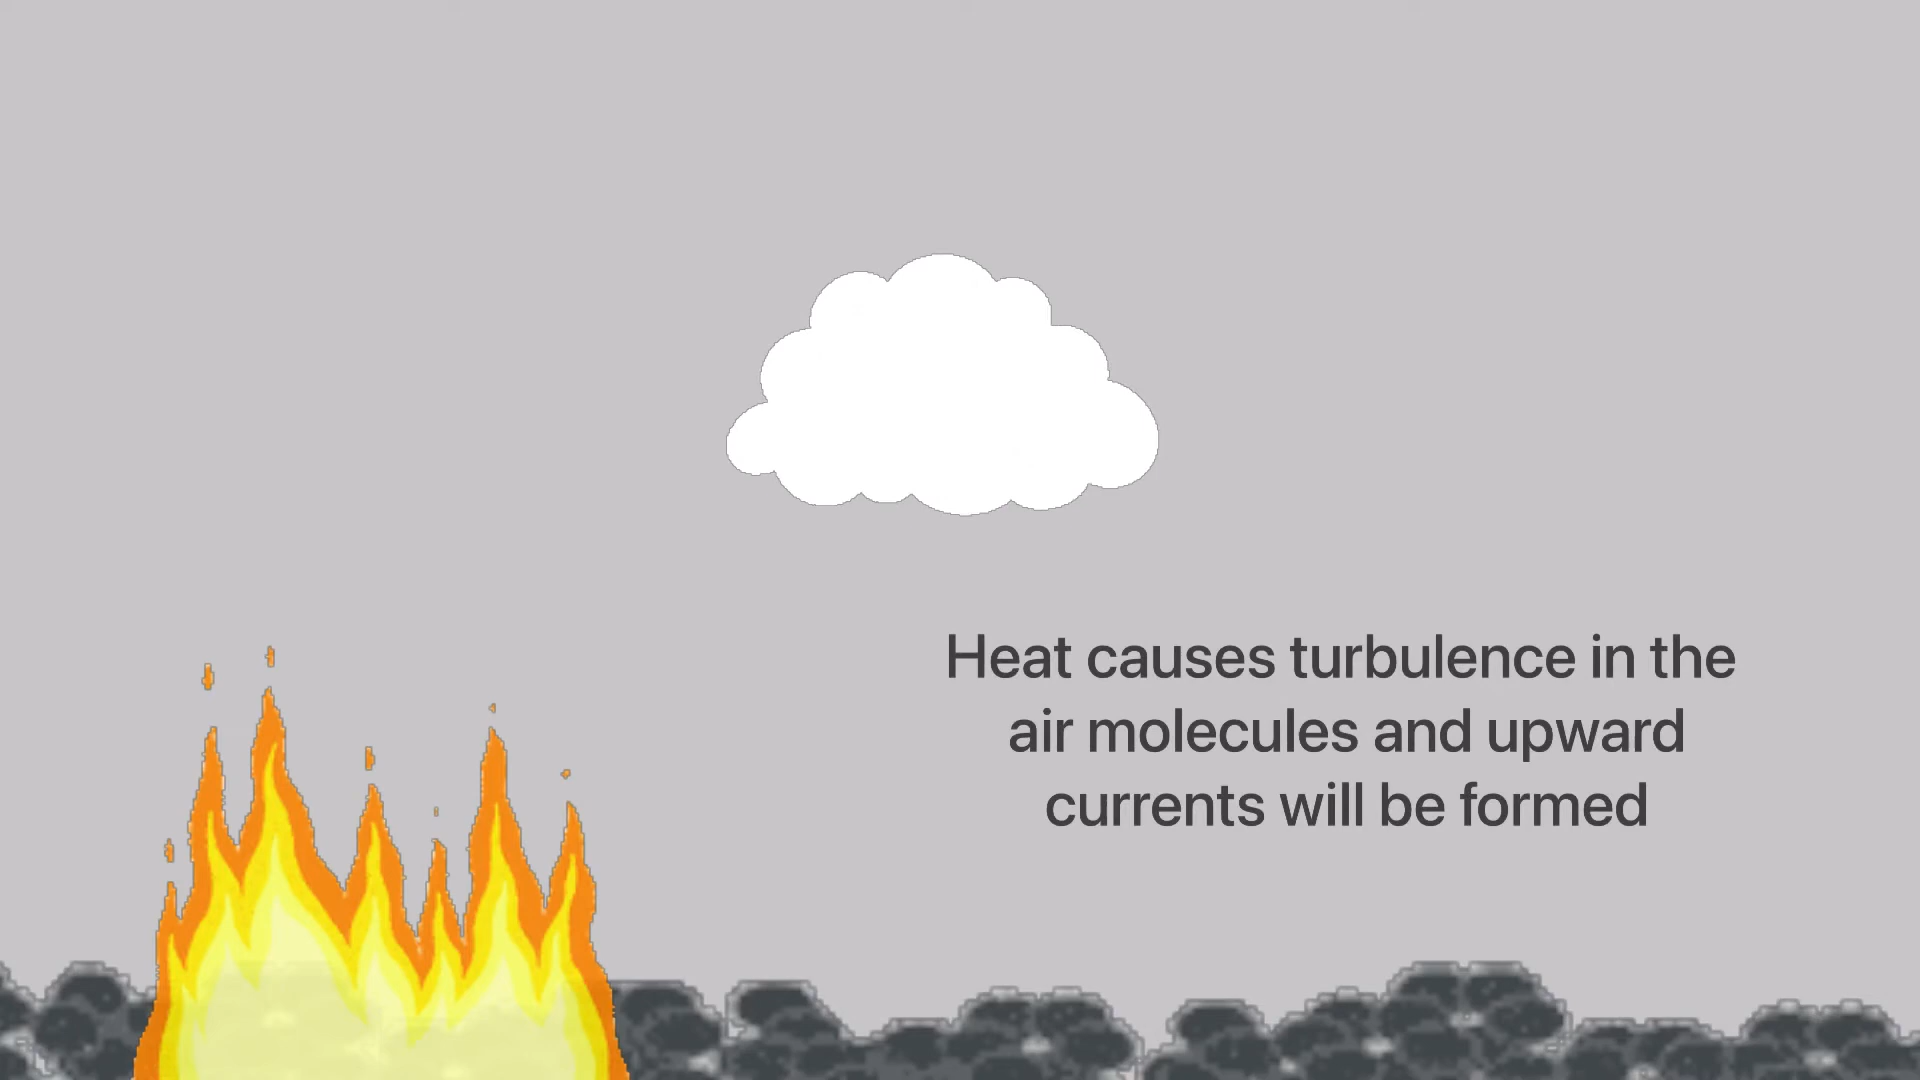 Heat causes turbulence in the
air molecules and upward
currents will be formed